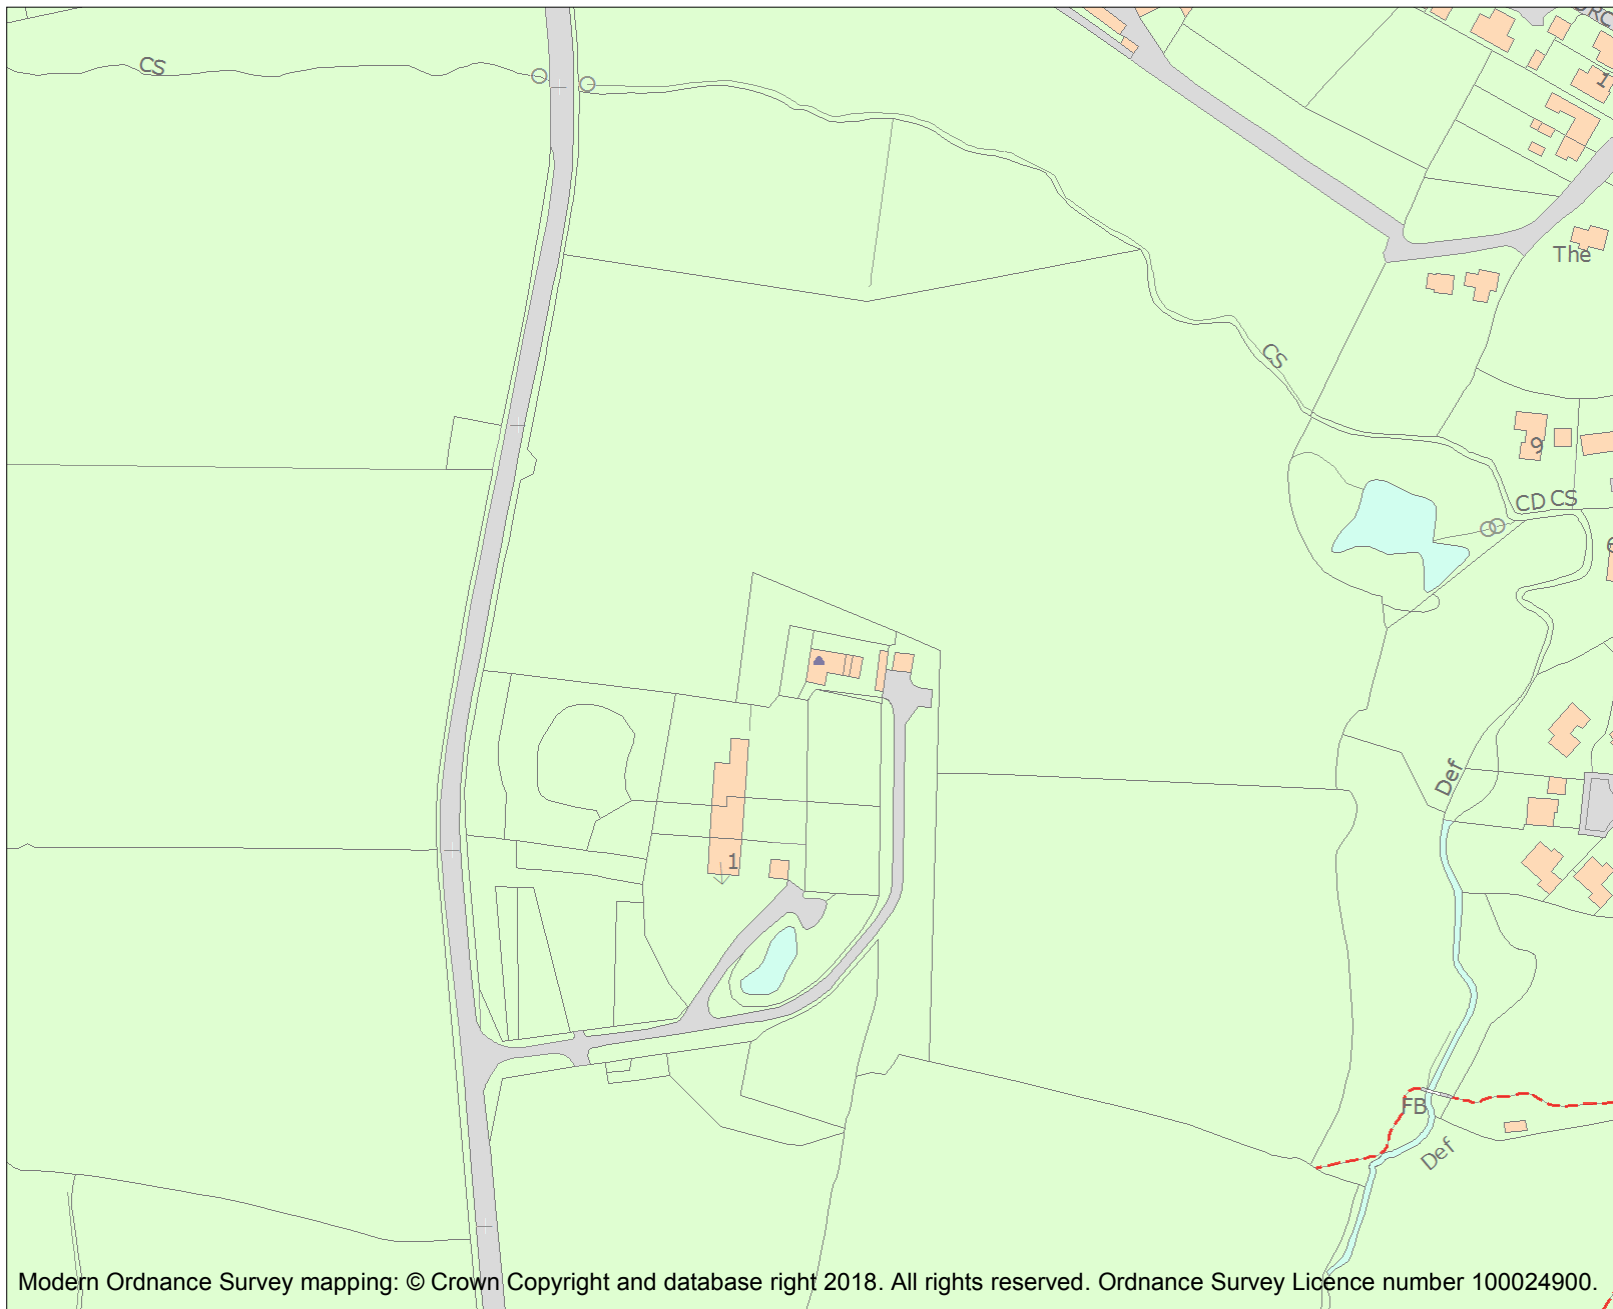 CS
1
The
CS
9
CD CS
Def
1
FB
Def
Modern Ordnance Survey mapping: © Crown Copyright and database right 2018. All rights reserved. Ordnance Survey Licence number 100024900.